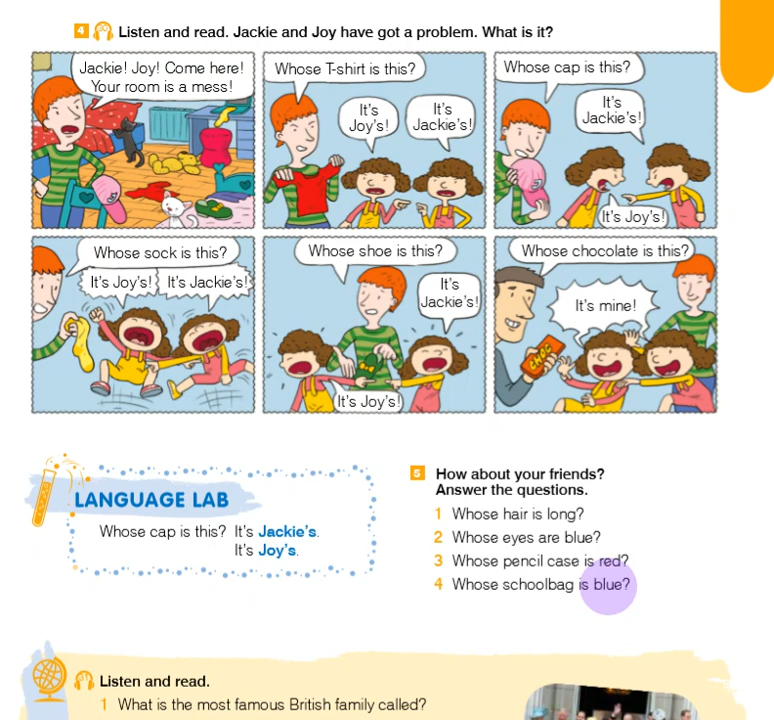 4 Listen and read. Jackie and Joy have got a problem. What is it?
Jackie! Joy! Come here!
Your room is a mess!
Whose T-shirt is this?
It's
Joy's!
It's
Jackie's!
Whose cap is this?
It's
Jackie's!
It's Joy's!
Whose sock is this?
It's Joy's!
It's Jackie's!
Whose shoe is this?
It's
Jackie's!
It's Joy's!
Whose chocolate is this?
It's mine!
CHOC
LANGUAGE LAB
Whose cap is this? It's Jackie's.
It's Joy's.
5 How about your friends?
Answer the questions.
1 Whose hair is long?
2 Whose eyes are blue?
3 Whose pencil case is red?
4 Whose schoolbag is blue?
Listen and read.
1 What is the most famous British family called?